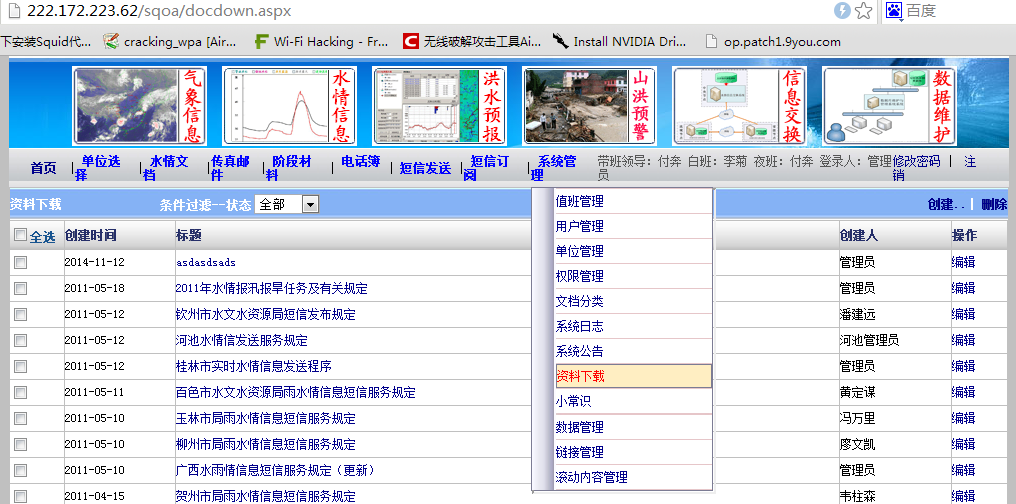 222.172.223.62/sqoa/docdown.aspx
百度
下安装Squid代...
cracking_wpa [Air...
Wi-Fi Hacking - Fr...
无线破解攻击工具Ai...
Install NVIDIA Dri...
op.patch1.9you.com
气象信息
水情信息
洪水预报
山洪预警
信息交换
数据维护
首页
单位选择
水情文档
传真邮件
阶段材料
电话簿
短信发送
短信订阅
系统管理
带班领导: 付奔 白班: 李菊 夜班: 付奔 登录人: 管理员
修改密码 | 注销
资料下载
条件过滤--状态 全部
创建.. | 删除
全选 创建时间 标题 创建人 操作
2014-11-12 asdasdsads 管理员 编辑
2011-05-18 2011年水情报汛报旱任务及有关规定 管理员 编辑
2011-05-12 钦州市水文水资源局短信发布规定 潘建远 编辑
2011-05-12 河池水情信发送服务规定 河池管理员 编辑
2011-05-12 桂林市实时水情信息发送程序 管理员 编辑
2011-05-11 百色市水文水资源局雨水情信息短信服务规定 黄定谋 编辑
2011-05-10 玉林市局雨水情信息短信服务规定 冯万里 编辑
2011-05-10 柳州市局雨水情信息短信服务规定 廖文凯 编辑
2011-05-10 广西水雨情信息短信服务规定（更新） 管理员 编辑
2011-04-15 贺州市局雨水情信息短信服务规定 韦柱森 编辑
值班管理
用户管理
单位管理
权限管理
文档分类
系统日志
系统公告
资料下载
小常识
数据管理
链接管理
滚动内容管理